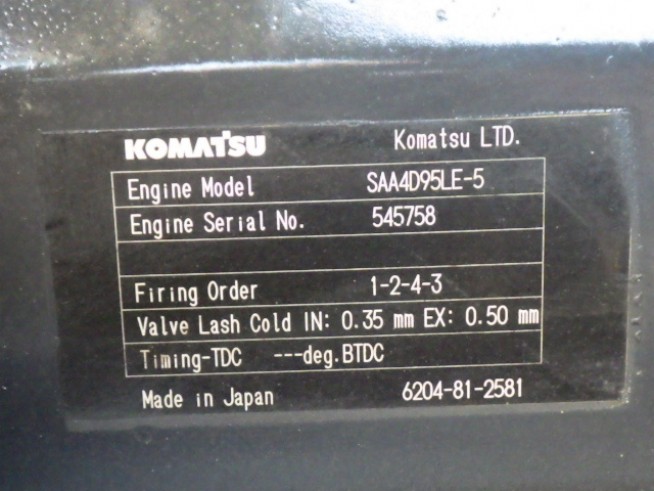 KOMATSU Komatsu LTD.
Engine Model SAA4D95LE-5
Engine Serial No. 545758
Firing Order 1-2-4-3
Valve Lash Cold IN: 0.35 mm EX: 0.50 mm
Timing-TDC ---deg.BTDC
Made in Japan 6204-81-2581